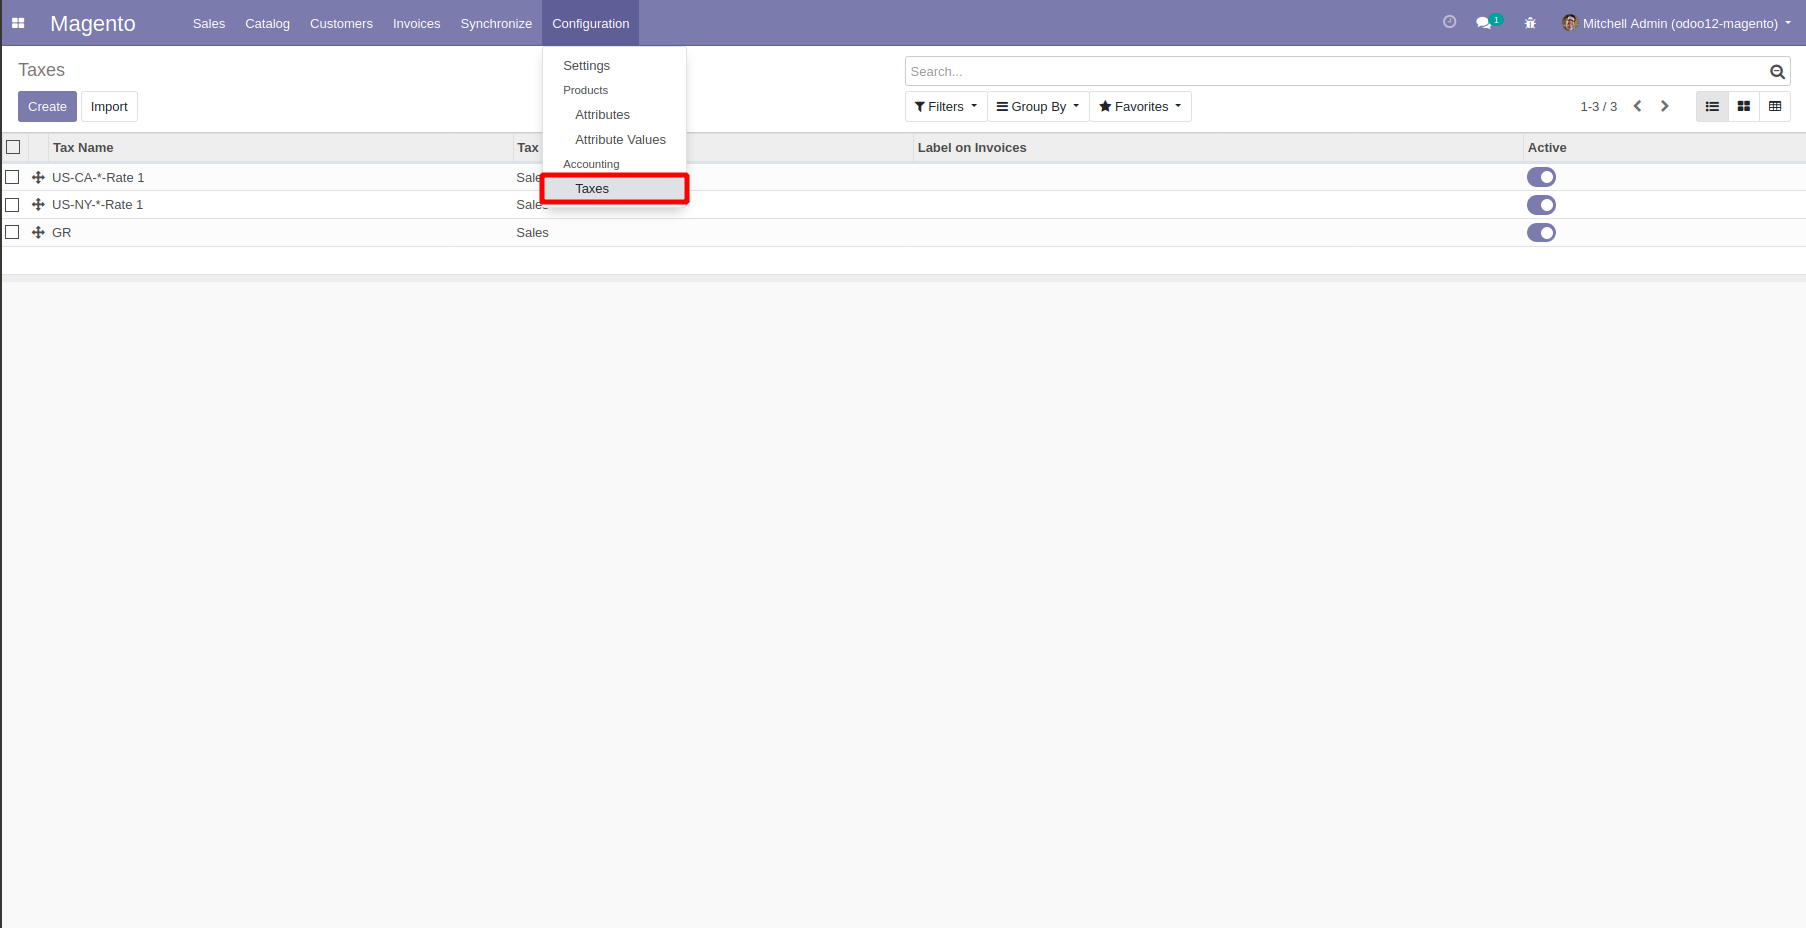 Magento Sales Catalog Customers Invoices Synchronize Configuration 1 Mitchell Admin (odoo12-magento)
Taxes
Search...
Create Import
Filters Group By Favorites 1-3 / 3
Settings
Products
Attributes
Attribute Values
Accounting
Taxes
Tax Name Tax Label on Invoices Active
US-CA-*-Rate 1
US-NY-*-Rate 1
GR Sales